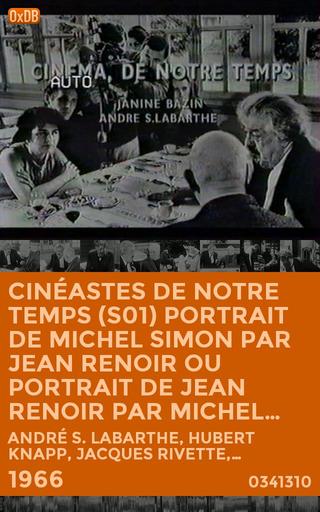 0xDB
CINÉMA, DE NOTRE TEMPS
AUTO
JANINE BAZIN
ANDRE S.LABARTHE
CINÉASTES DE NOTRE
TEMPS (S01) PORTRAIT
DE MICHEL SIMON PAR
JEAN RENOIR OU
PORTRAIT DE JEAN
RENOIR PAR MICHEL...
ANDRÉ S. LABARTHE, HUBERT
KNAPP, JACQUES RIVETTE,...
1966
0341310